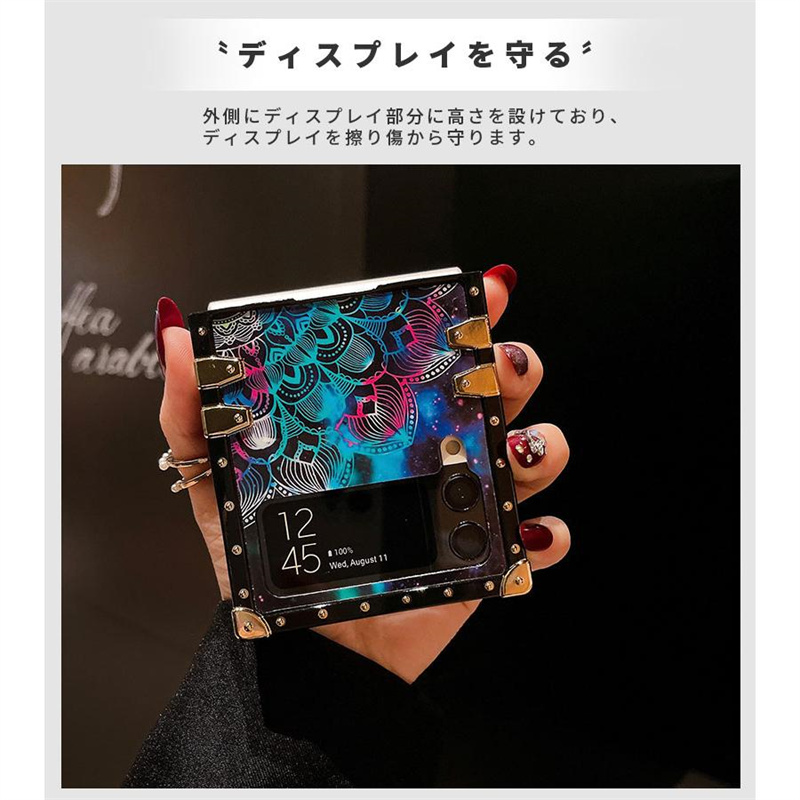 〝ディスプレイを守る〞
外側にディスプレイ部分に高さを設けており、
ディスプレイを擦り傷から守ります。
arab
12
45
100%
Wed, August 11